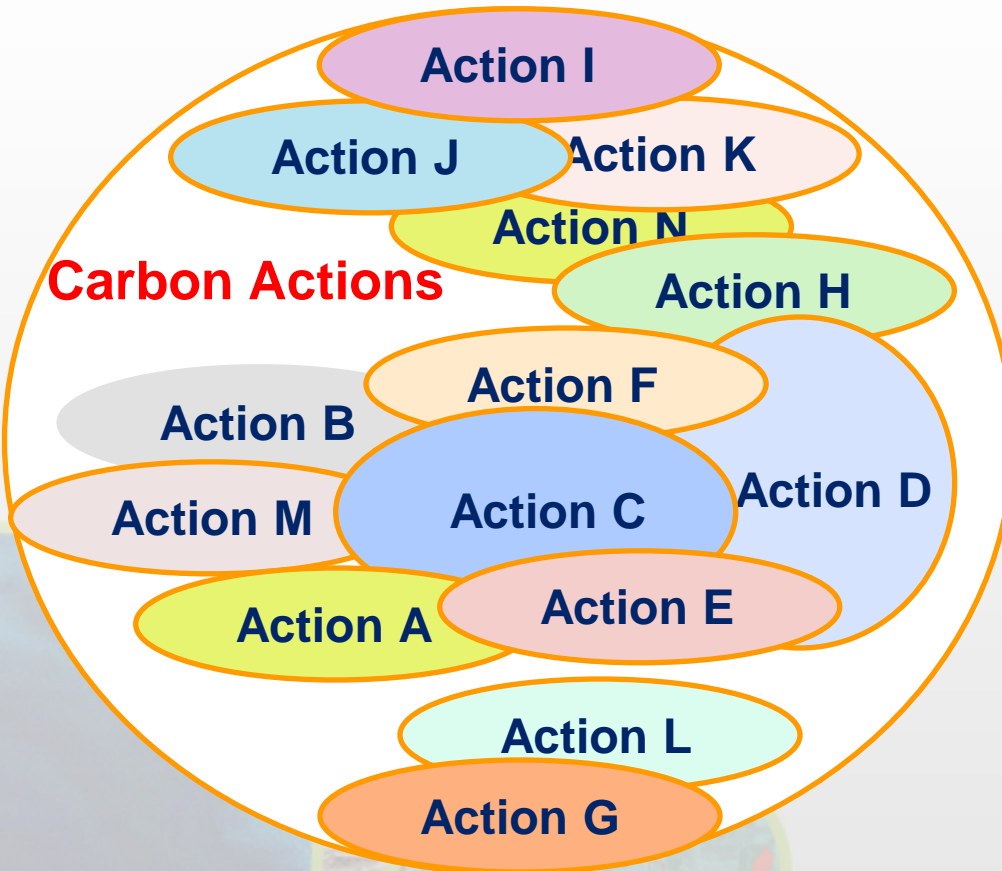 Action I
Action J
Action K
Action N
Carbon Actions
Action H
Action F
Action B
Action D
Action C
Action M
Action E
Action A
Action L
Action G